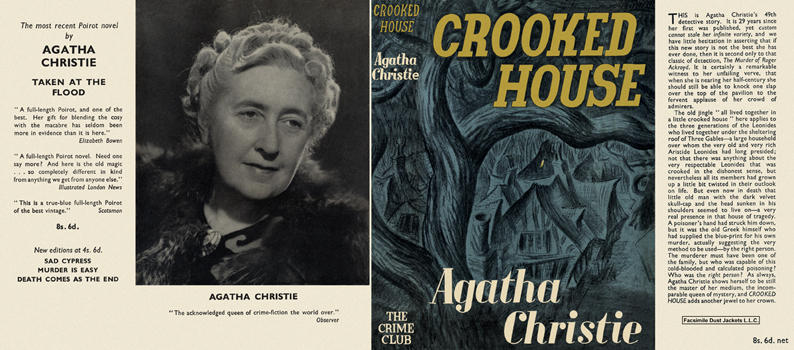 The most recent Poirot novel
by
AGATHA
CHRISTIE
TAKEN AT THE
FLOOD
" A full-length Poirot, and one of the
best. Her gift for blending the cosy
with the macabre has seldom been
more in evidence than it is here."
Elizabeth Bowen
" A full-length Poirot novel. Need one
say more? And here is the old magic
. . . so completely different in kind
from anything we get from anyone else."
Illustrated London News
" This is a true-blue full-length Poirot
of the best vintage." Scotsman
8s. 6d.
New editions at 4s. 6d.
SAD CYPRESS
MURDER IS EASY
DEATH COMES AS THE END
AGATHA CHRISTIE
"The acknowledged queen of crime-fiction the world over."
Observer
CROOKED
HOUSE
Agatha
Christie
THE
CRIME
CLUB
CROOKED
HOUSE
Agatha
Christie
THIS is Agatha Christie's 49th
detective story. It is 29 years since
her first was published, yet custom
cannot stale her infinite variety, and we
have little hesitation in asserting that if
this new story is not the best she has
ever done, then it is second only to that
classic of detection, The Murder of Roger
Ackroyd. It is certainly a remarkable
witness to her unfailing verve, that
when she is nearing her half-century she
should still be able to knock one slap
over the top of the pavilion to the
fervent applause of her crowd of
admirers.
The old jingle " all lived together in
a little crooked house " here applies to
the three generations of the Leonides
who lived together under the sheltering
roof of Three Gables—a large household
over whom the very old and very rich
Aristide Leonides had long presided;
not that there was anything about the
very respectable Leonides that was
crooked in the dishonest sense, but
nevertheless all its members had grown
up a little bit twisted in their outlook
on life. But even now in death that
little old man with the dark velvet
skull-cap and the head sunken in his
shoulders seemed to live on—a very
real presence in that house of tragedy.
A poisoner's hand had struck him down,
but it was the old Greek himself who
had supplied the blue-print for his own
murder, actually suggesting the very
method to be used—by the right person.
The murderer must have been one of
the family, but who was capable of this
cold-blooded and calculated poisoning?
Who was the right person? As always,
Agatha Christie shows herself to be still
the master of her medium, the incom-
parable queen of mystery, and CROOKED
HOUSE adds another jewel to her crown.
Facsimile Dust Jackets L.L.C.
8s. 6d. net